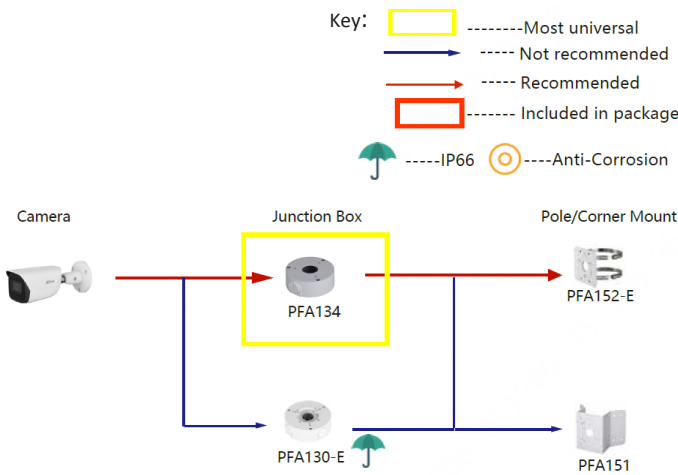 Key:
--------Most universal
----- Not recommended
----- Recommended
------- Included in package
-----IP66
----Anti-Corrosion
Camera
Junction Box
Pole/Corner Mount
PFA134
PFA152-E
PFA130-E
PFA151